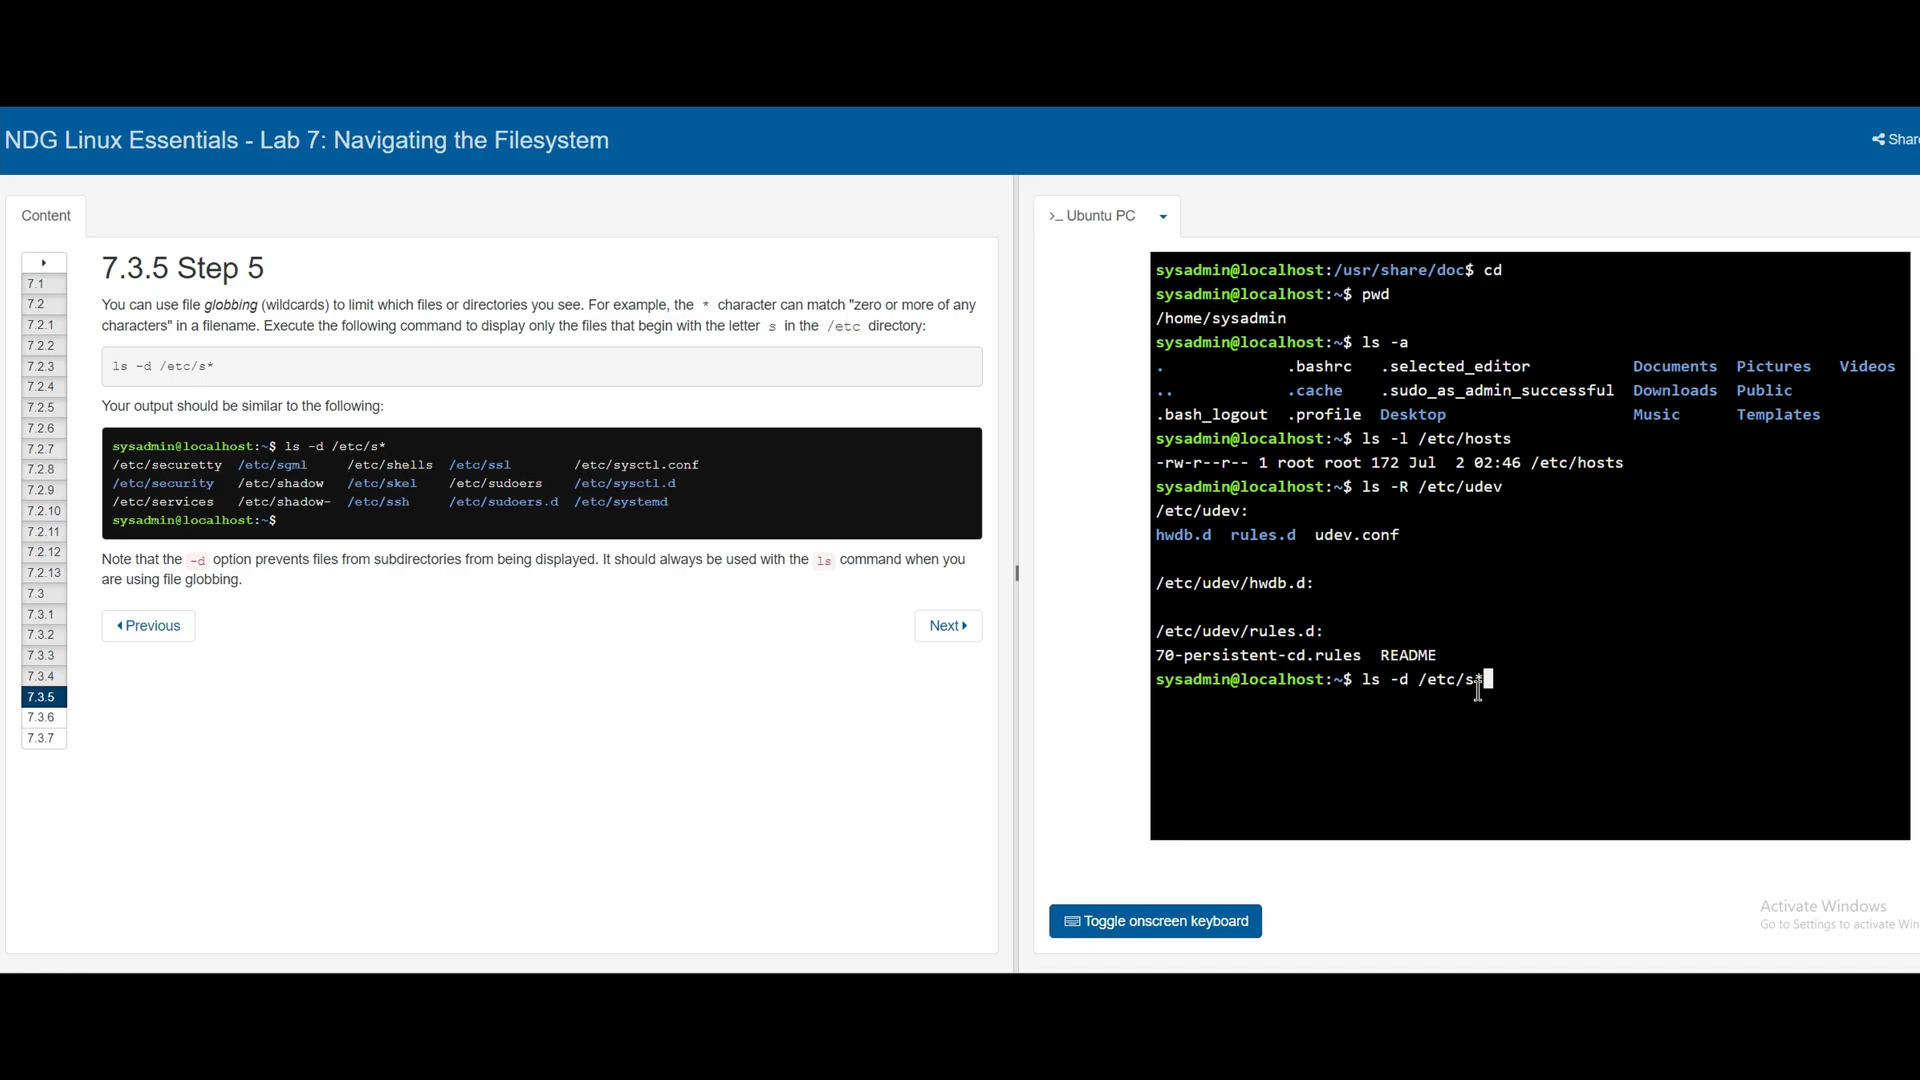 NDG Linux Essentials - Lab 7: Navigating the Filesystem
Shar
Content
7.1
7.2
7.2.1
7.2.2
7.2.3
7.2.4
7.2.5
7.2.6
7.2.7
7.2.8
7.2.9
7.2.10
7.2.11
7.2.12
7.2.13
7.3
7.3.1
7.3.2
7.3.3
7.3.4
7.3.5
7.3.6
7.3.7
7.3.5 Step 5
You can use file globbing (wildcards) to limit which files or directories you see. For example, the * character can match "zero or more of any
characters" in a filename. Execute the following command to display only the files that begin with the letter s in the /etc directory:
ls -d /etc/s*
Your output should be similar to the following:
sysadmin@localhost:~$ ls -d /etc/s*
/etc/securetty /etc/sgml /etc/shells /etc/ssl /etc/sysctl.conf
/etc/security /etc/shadow /etc/skel /etc/sudoers /etc/sysctl.d
/etc/services /etc/shadow- /etc/ssh /etc/sudoers.d /etc/systemd
sysadmin@localhost:~$
Note that the -d option prevents files from subdirectories from being displayed. It should always be used with the ls command when you
are using file globbing.
Previous
Next
>_ Ubuntu PC
sysadmin@localhost:/usr/share/doc$ cd
sysadmin@localhost:~$ pwd
/home/sysadmin
sysadmin@localhost:~$ ls -a
. .bashrc .selected_editor Documents Pictures Videos
.. .cache .sudo_as_admin_successful Downloads Public
.bash_logout .profile Desktop Music Templates
sysadmin@localhost:~$ ls -l /etc/hosts
-rw-r--r-- 1 root root 172 Jul 2 02:46 /etc/hosts
sysadmin@localhost:~$ ls -R /etc/udev
/etc/udev:
hwdb.d rules.d udev.conf
/etc/udev/hwdb.d:
/etc/udev/rules.d:
70-persistent-cd.rules README
sysadmin@localhost:~$ ls -d /etc/s*
Toggle onscreen keyboard
Activate Windows
Go to Settings to activate Win